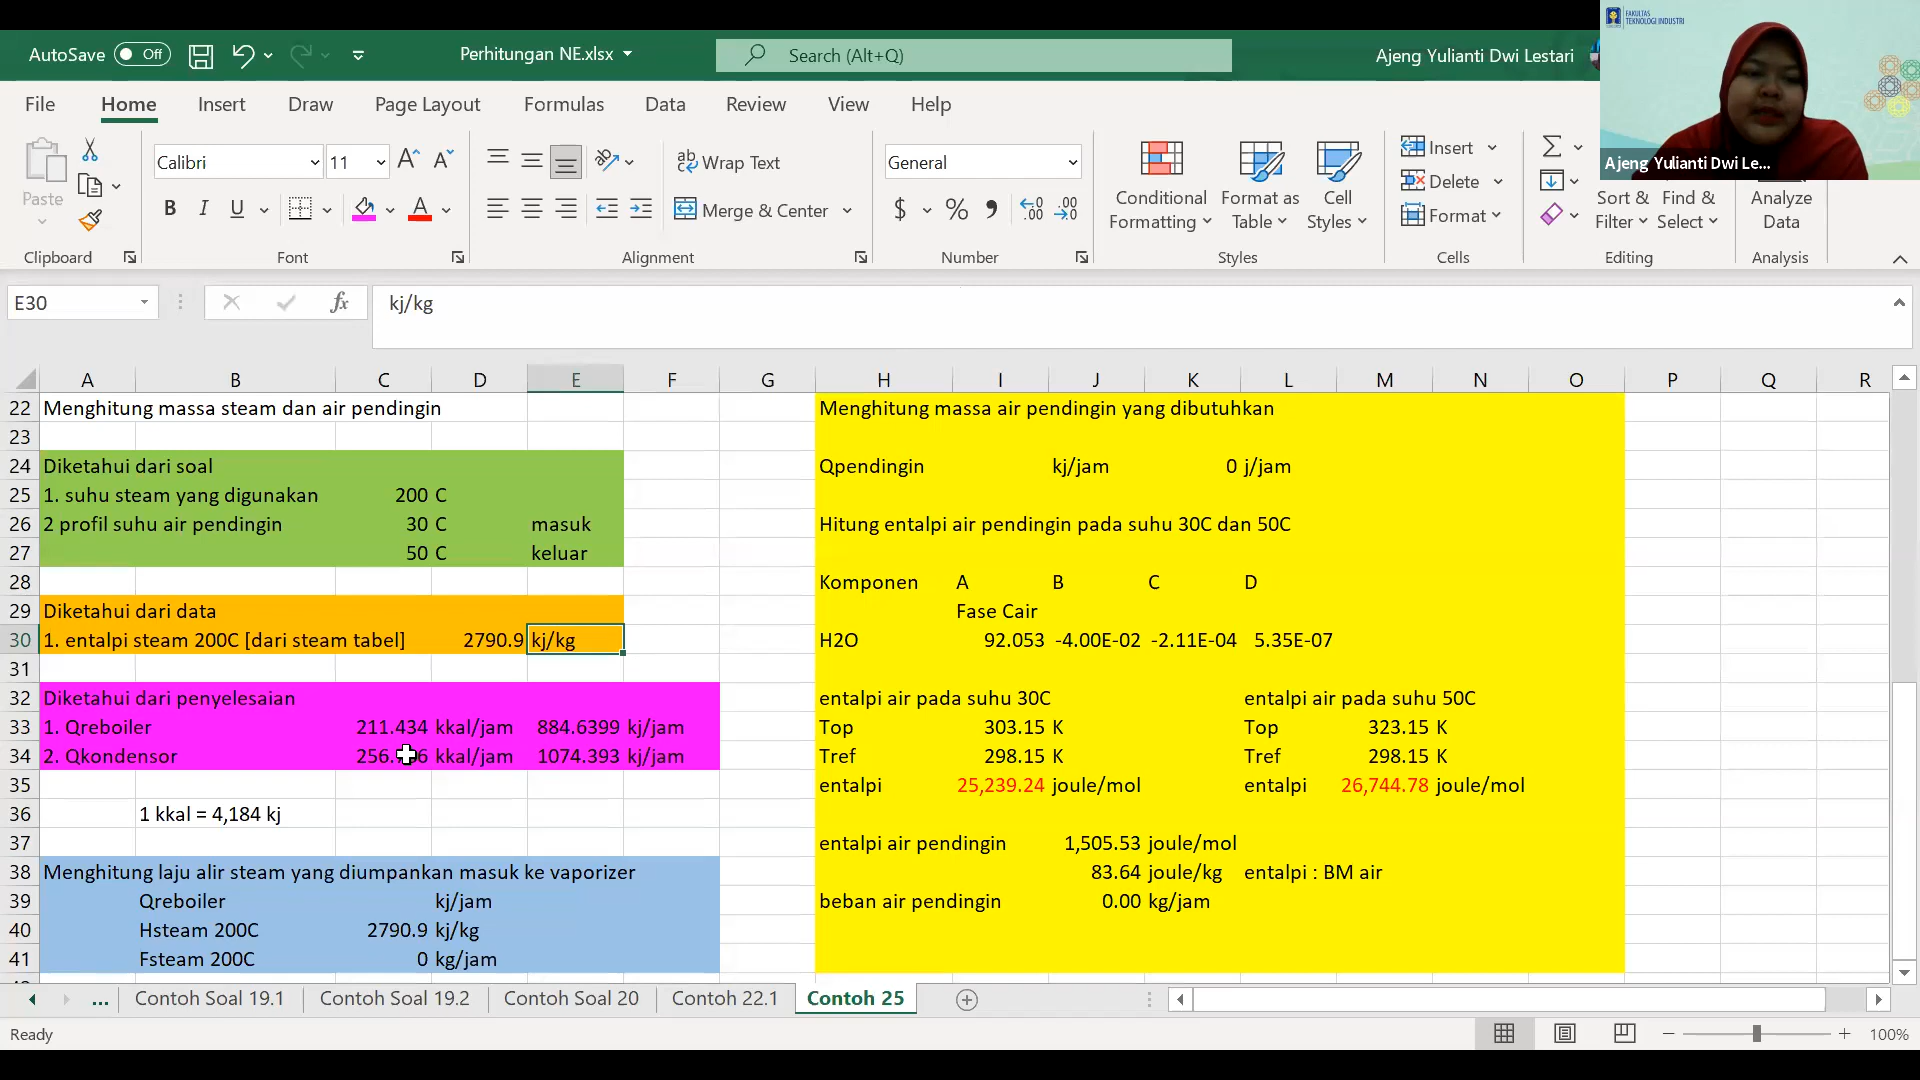 FAKULTAS
TEKNOLOGI INDUSTRI
AutoSave Off Perhitungan NE.xlsx Search (Alt+Q) Ajeng Yulianti Dwi Lestari
Ajeng Yulianti Dwi Le...
File Home Insert Draw Page Layout Formulas Data Review View Help
Paste Calibri 11 Wrap Text General Conditional Formatting Format as Table Cell Styles Insert Delete Format Sort & Filter Find & Select Analyze Data
B I U Merge & Center $ %
Clipboard Font Alignment Number Styles Cells Editing Analysis
E30 fx kj/kg
A B C D E F G H I J K L M N O P Q R
22 Menghitung massa steam dan air pendingin Menghitung massa air pendingin yang dibutuhkan
23
24 Diketahui dari soal Qpendingin kj/jam 0 j/jam
25 1. suhu steam yang digunakan 200 C
26 2 profil suhu air pendingin 30 C masuk Hitung entalpi air pendingin pada suhu 30C dan 50C
27 50 C keluar
28 Komponen A B C D
29 Diketahui dari data Fase Cair
30 1. entalpi steam 200C [dari steam tabel] 2790.9 kj/kg H2O 92.053 -4.00E-02 -2.11E-04 5.35E-07
31
32 Diketahui dari penyelesaian entalpi air pada suhu 30C entalpi air pada suhu 50C
33 1. Qreboiler 211.434 kkal/jam 884.6399 kj/jam Top 303.15 K Top 323.15 K
34 2. Qkondensor kkal/jam 1074.393 kj/jam Tref 298.15 K Tref 298.15 K
35 entalpi 25,239.24 joule/mol entalpi 26,744.78 joule/mol
36 1 kkal = 4,184 kj
37 entalpi air pendingin 1,505.53 joule/mol
38 Menghitung laju alir steam yang diumpankan masuk ke vaporizer 83.64 joule/kg entalpi : BM air
39 Qreboiler kj/jam beban air pendingin 0.00 kg/jam
40 Hsteam 200C 2790.9 kj/kg
41 Fsteam 200C 0 kg/jam
... Contoh Soal 19.1 Contoh Soal 19.2 Contoh Soal 20 Contoh 22.1 Contoh 25
Ready 100%